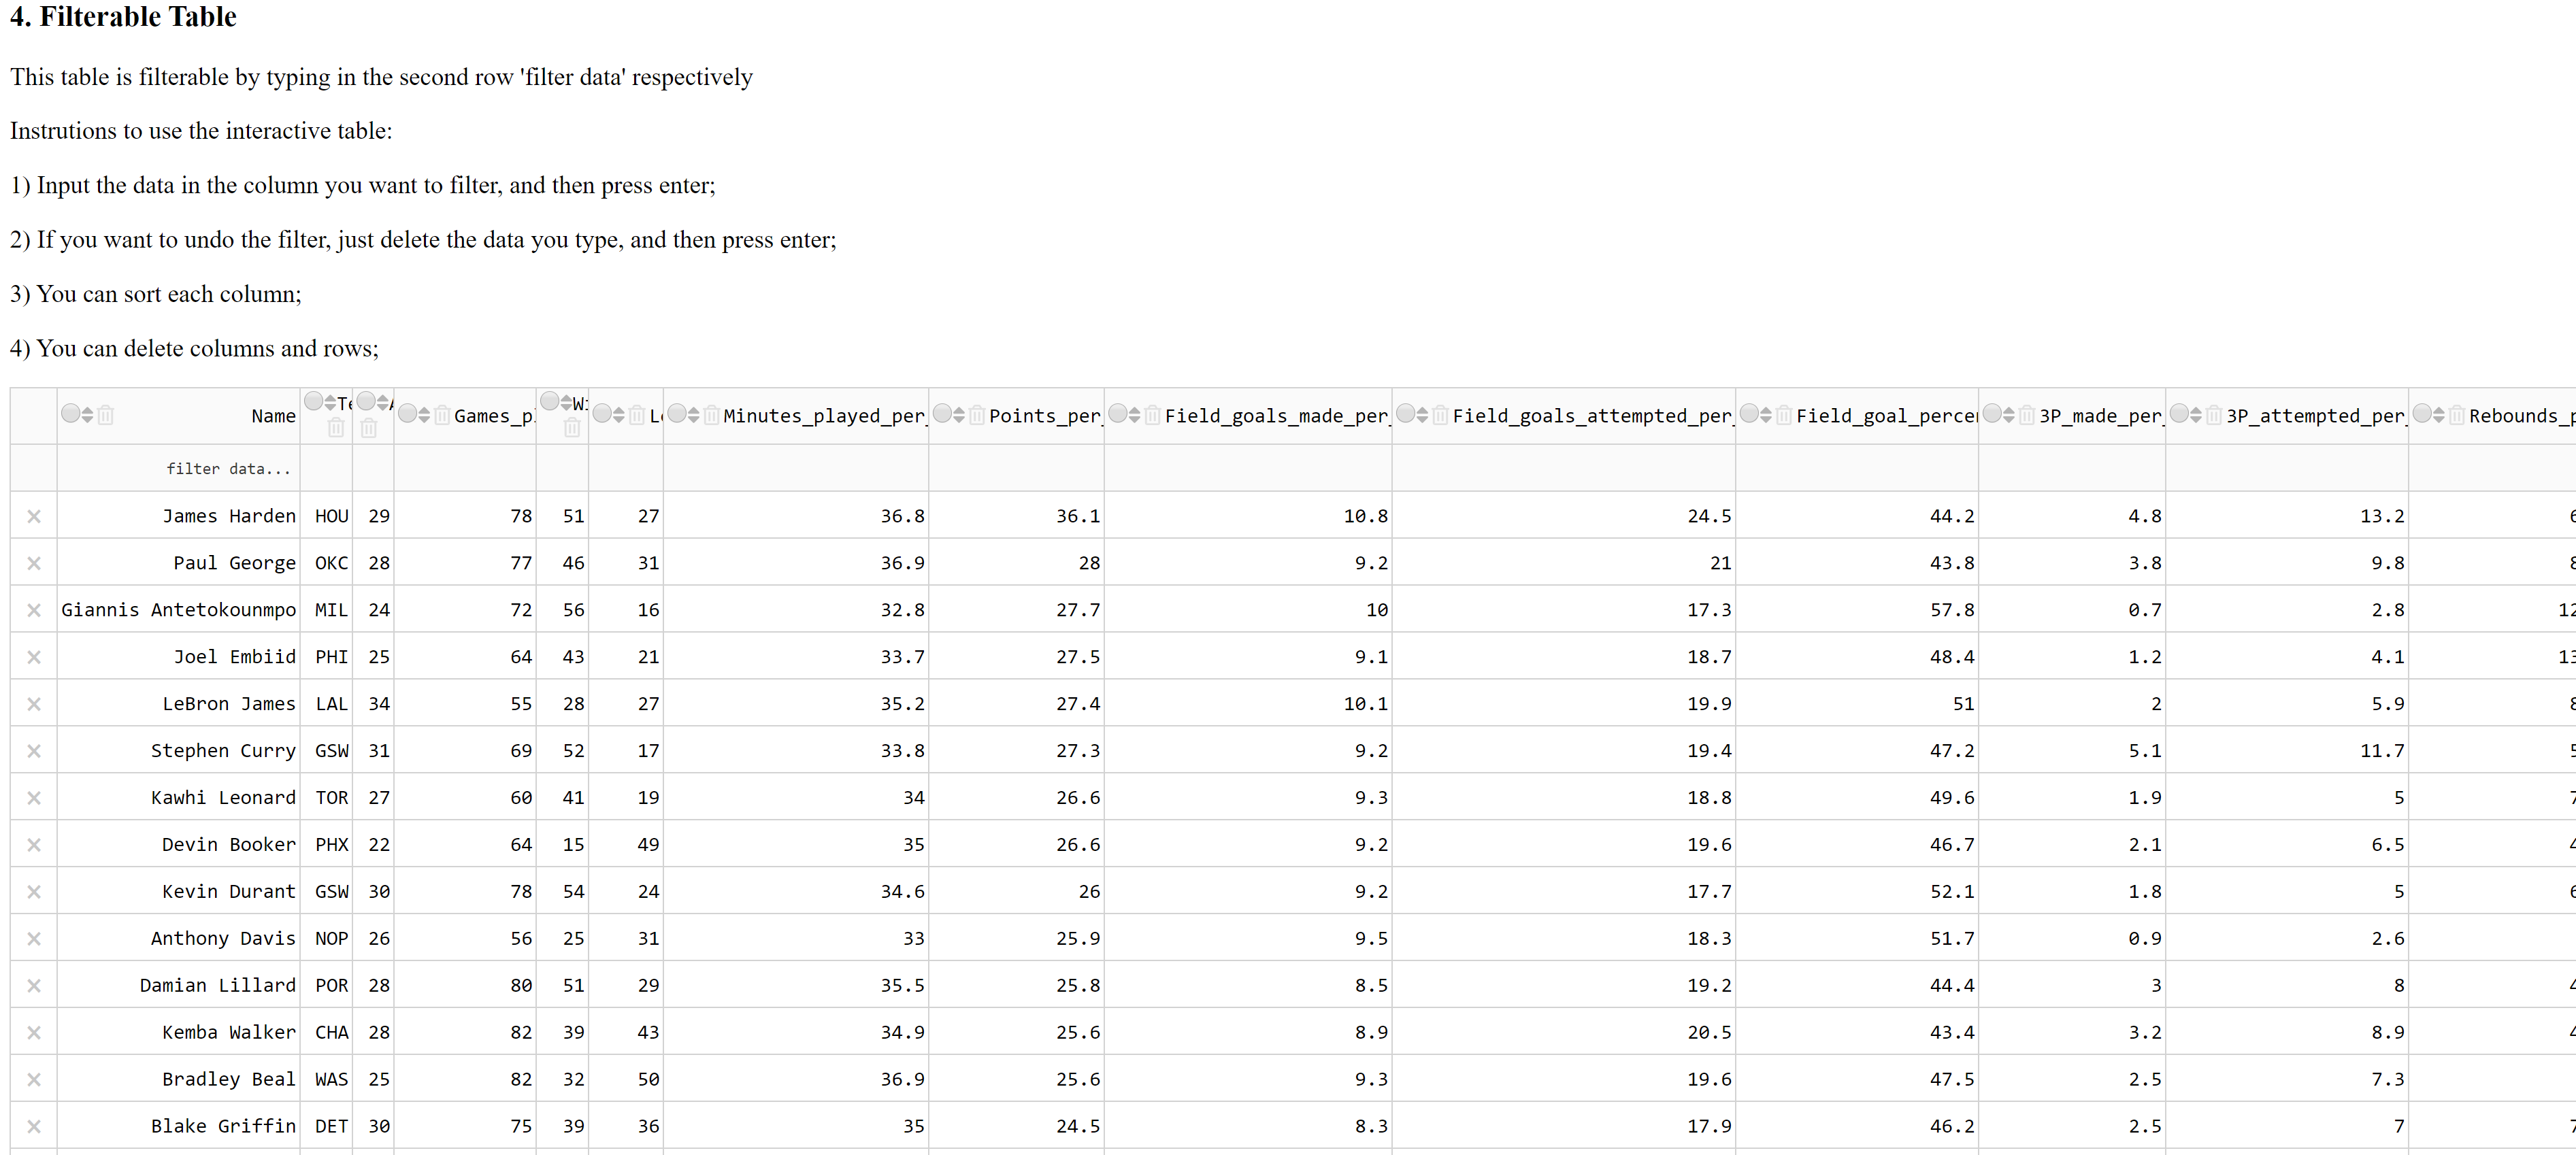 4. Filterable Table
This table is filterable by typing in the second row 'filter data' respectively
Instrutions to use the interactive table:
1) Input the data in the column you want to filter, and then press enter;
2) If you want to undo the filter, just delete the data you type, and then press enter;
3) You can sort each column;
4) You can delete columns and rows;
Name Te A Games_p Wi L Minutes_played_per_ Points_per_ Field_goals_made_per_ Field_goals_attempted_per_ Field_goal_percen 3P_made_per_ 3P_attempted_per_ Rebounds_p
filter data...
James Harden HOU 29 78 51 27 36.8 36.1 10.8 24.5 44.2 4.8 13.2
Paul George OKC 28 77 46 31 36.9 28 9.2 21 43.8 3.8 9.8
Giannis Antetokounmpo MIL 24 72 56 16 32.8 27.7 10 17.3 57.8 0.7 2.8 12
Joel Embiid PHI 25 64 43 21 33.7 27.5 9.1 18.7 48.4 1.2 4.1 13
LeBron James LAL 34 55 28 27 35.2 27.4 10.1 19.9 51 2 5.9
Stephen Curry GSW 31 69 52 17 33.8 27.3 9.2 19.4 47.2 5.1 11.7
Kawhi Leonard TOR 27 60 41 19 34 26.6 9.3 18.8 49.6 1.9 5
Devin Booker PHX 22 64 15 49 35 26.6 9.2 19.6 46.7 2.1 6.5
Kevin Durant GSW 30 78 54 24 34.6 26 9.2 17.7 52.1 1.8 5
Anthony Davis NOP 26 56 25 31 33 25.9 9.5 18.3 51.7 0.9 2.6
Damian Lillard POR 28 80 51 29 35.5 25.8 8.5 19.2 44.4 3 8
Kemba Walker CHA 28 82 39 43 34.9 25.6 8.9 20.5 43.4 3.2 8.9
Bradley Beal WAS 25 82 32 50 36.9 25.6 9.3 19.6 47.5 2.5 7.3
Blake Griffin DET 30 75 39 36 35 24.5 8.3 17.9 46.2 2.5 7